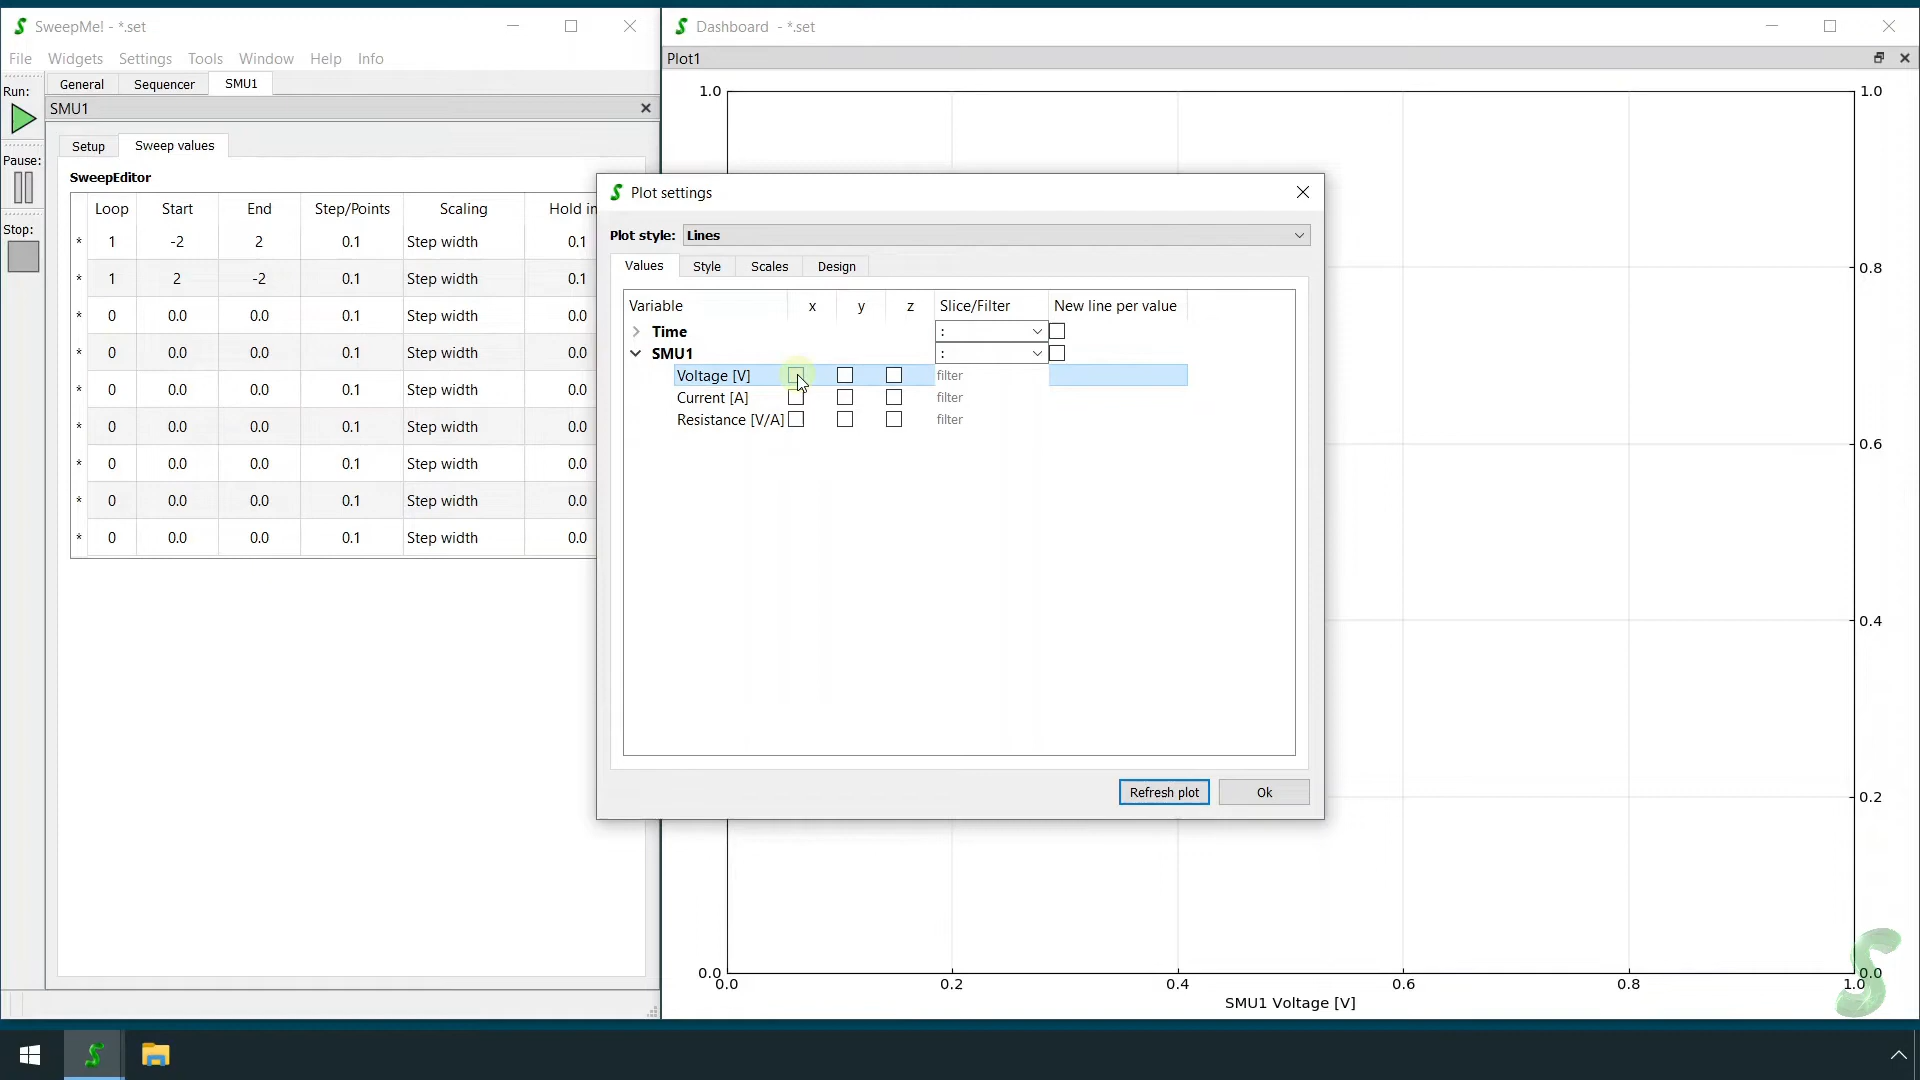 SweepMe! - *.set
File Widgets Settings Tools Window Help Info
General Sequencer SMU1
Run:
SMU1
Setup Sweep values
Pause:
SweepEditor
Loop Start End Step/Points Scaling Hold in
Stop:
* 1 -2 2 0.1 Step width 0.1
* 1 2 -2 0.1 Step width 0.1
* 0 0.0 0.0 0.1 Step width 0.0
* 0 0.0 0.0 0.1 Step width 0.0
* 0 0.0 0.0 0.1 Step width 0.0
* 0 0.0 0.0 0.1 Step width 0.0
* 0 0.0 0.0 0.1 Step width 0.0
* 0 0.0 0.0 0.1 Step width 0.0
* 0 0.0 0.0 0.1 Step width 0.0
Dashboard - *.set
Plot1
Plot settings
Plot style: Lines
Values Style Scales Design
Variable x y z Slice/Filter New line per value
Time :
SMU1 :
Voltage [V] filter
Current [A] filter
Resistance [V/A] filter
Refresh plot Ok
1.0 1.0
0.8
0.6
0.4
0.2
0.0 0.0
0.0 0.2 0.4 0.6 0.8 1.0
SMU1 Voltage [V]